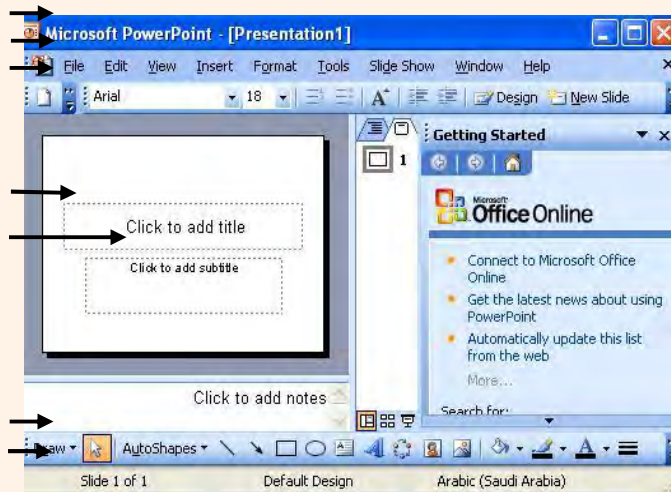 Microsoft PowerPoint - [Presentation1]
File Edit View Insert Format Tools Slide Show Window Help
Arial 18 Design New Slide
1
Getting Started
Microsoft
Office Online
Click to add title
Click to add subtitle
Connect to Microsoft Office
Online
Get the latest news about using
PowerPoint
Automatically update this list
from the web
More...
Search for:
Click to add notes
Draw AutoShapes
Slide 1 of 1 Default Design Arabic (Saudi Arabia)